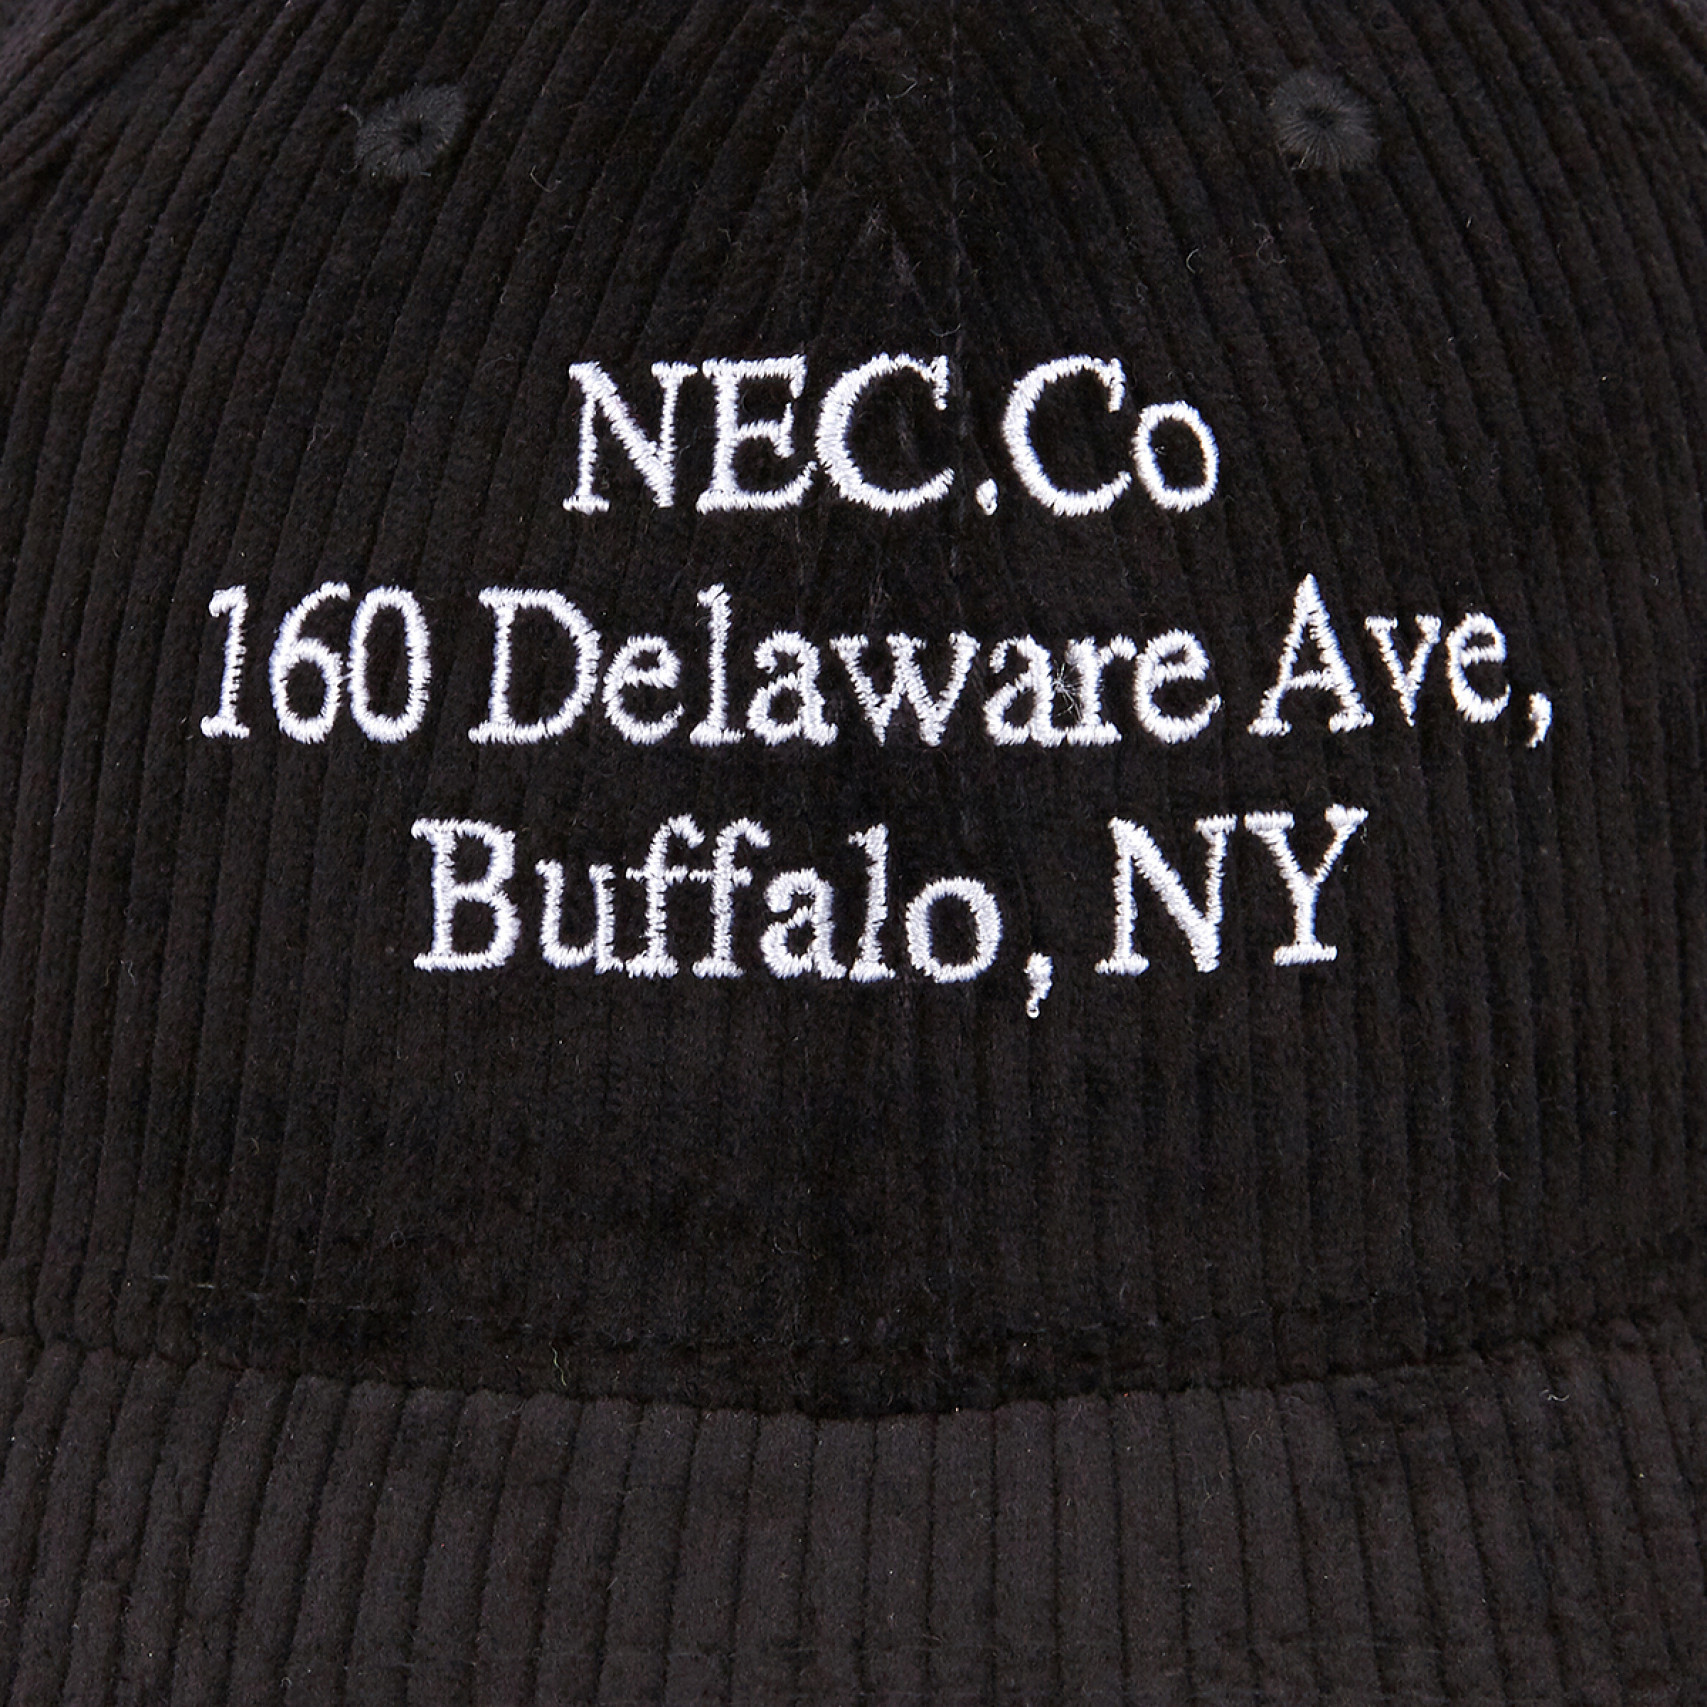 NEC.Co
160 Delaware Ave,
Buffalo, NY